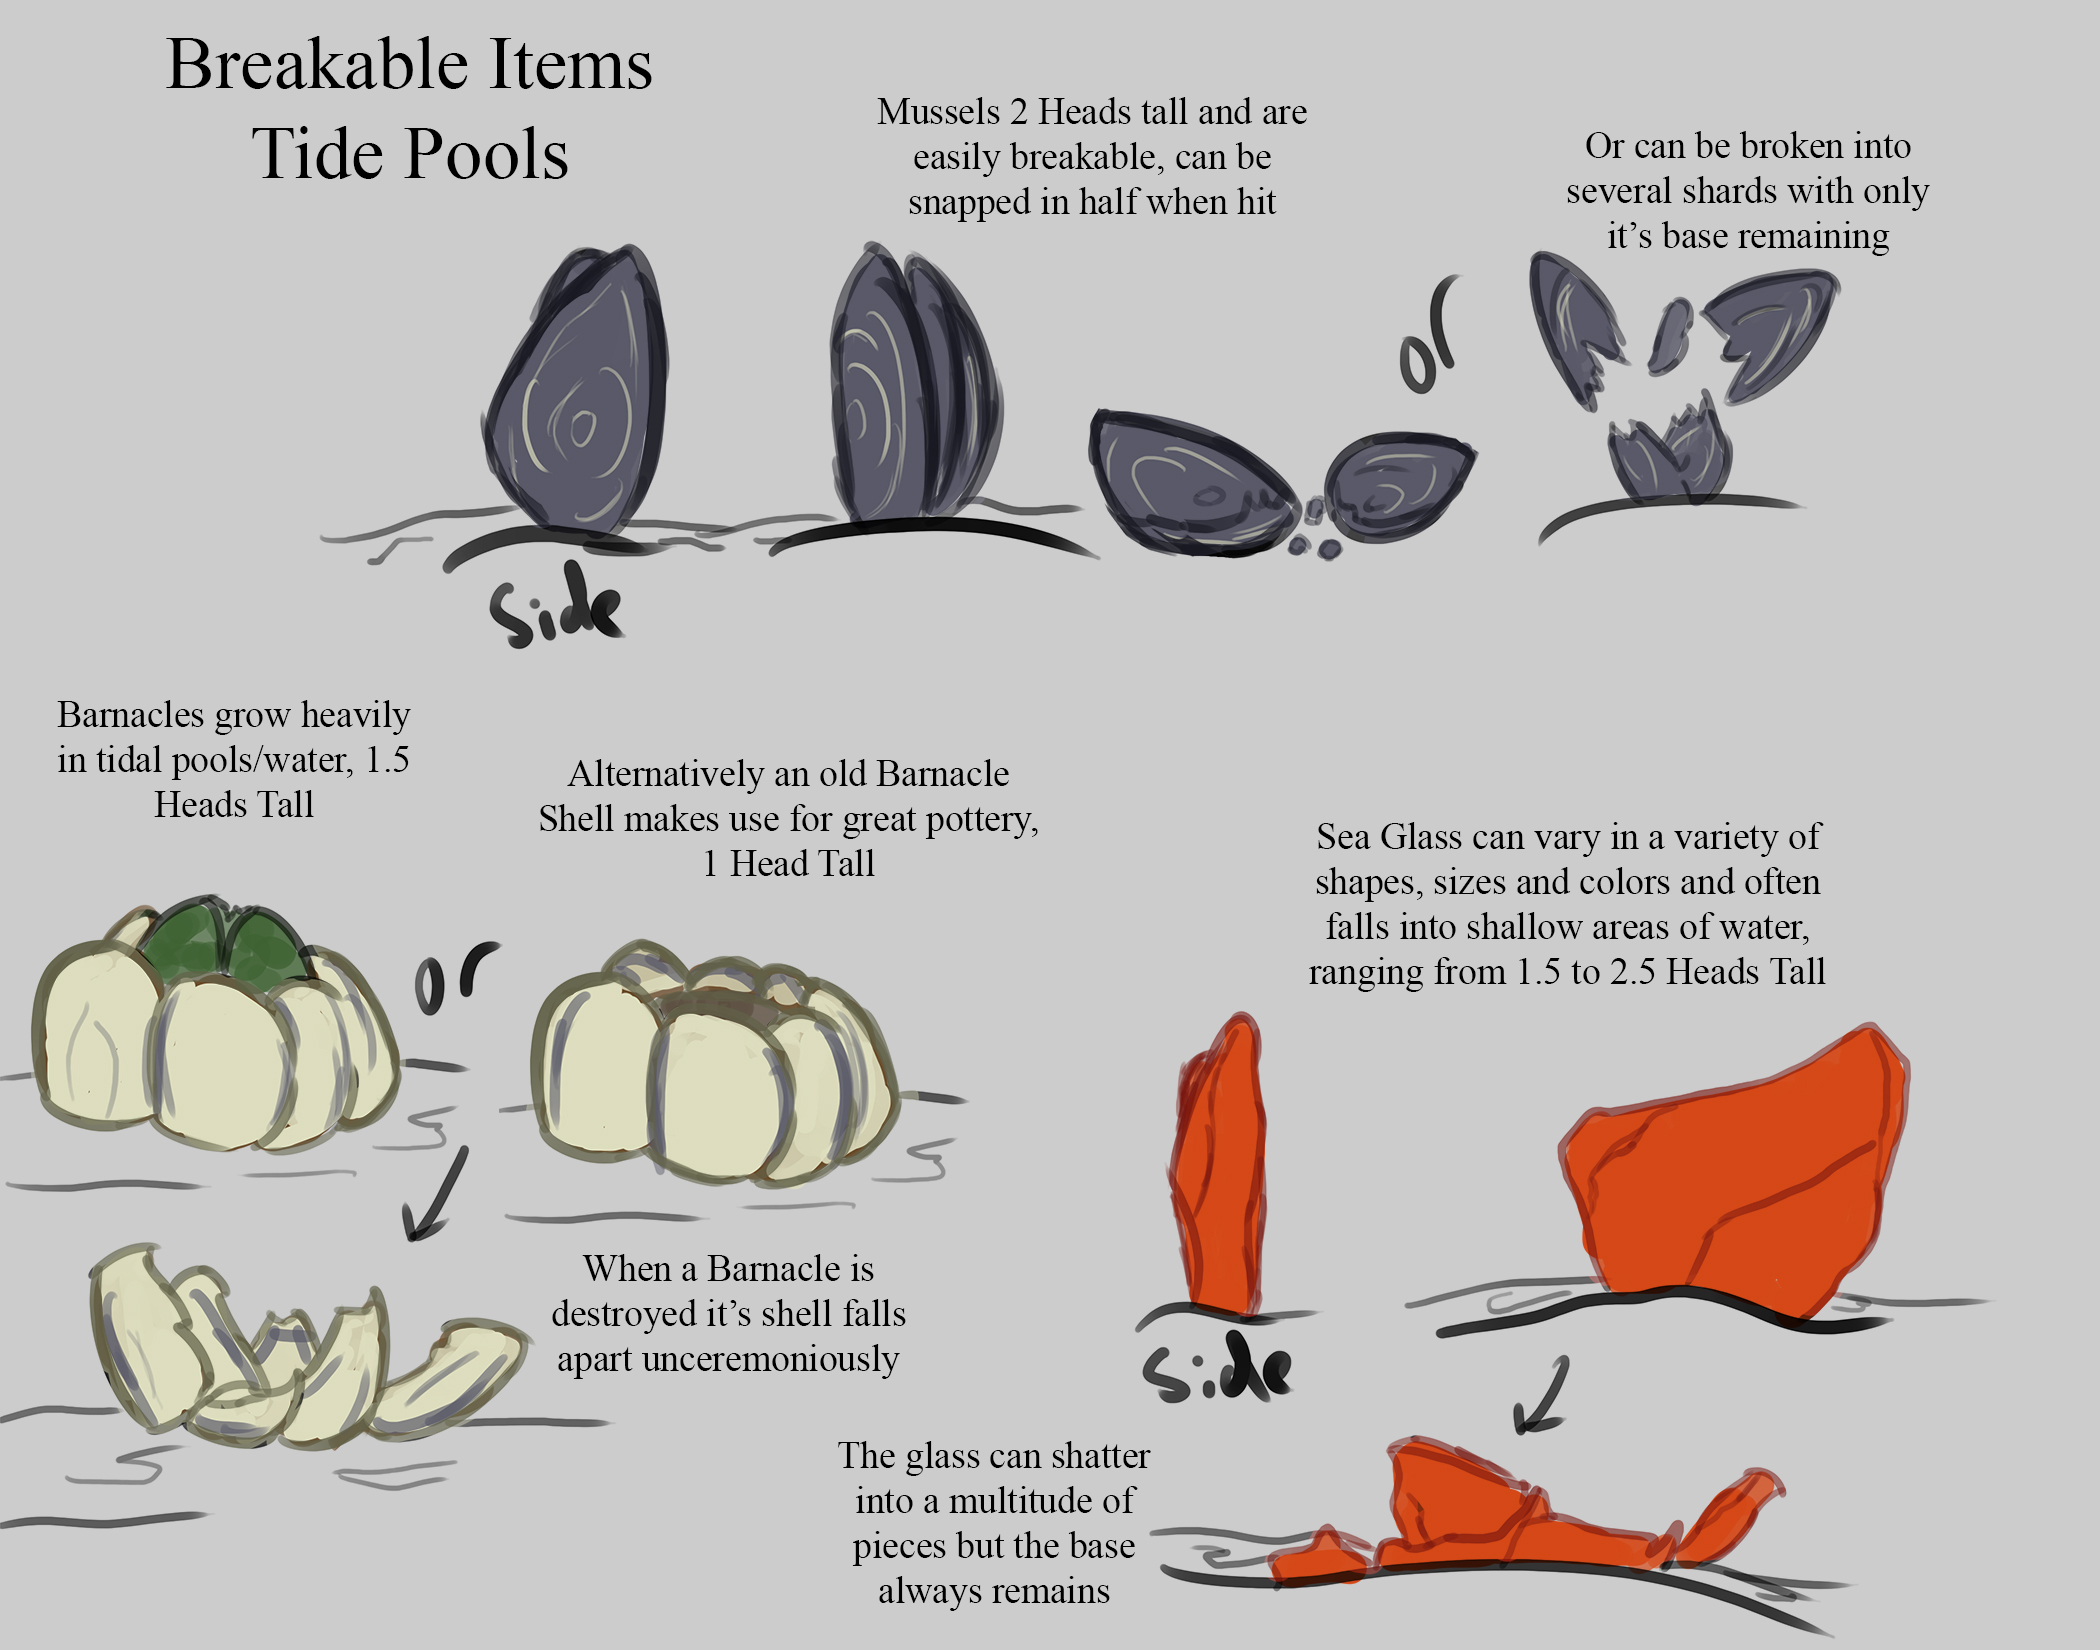 Breakable Items
Tide Pools
Mussels 2 Heads tall and are
easily breakable, can be
snapped in half when hit
or
Or can be broken into
several shards with only
it’s base remaining
Side
Barnacles grow heavily
in tidal pools/water, 1.5
Heads Tall
or
Alternatively an old Barnacle
Shell makes use for great pottery,
1 Head Tall
When a Barnacle is
destroyed it’s shell falls
apart unceremoniously
Sea Glass can vary in a variety of
shapes, sizes and colors and often
falls into shallow areas of water,
ranging from 1.5 to 2.5 Heads Tall
Side
The glass can shatter
into a multitude of
pieces but the base
always remains